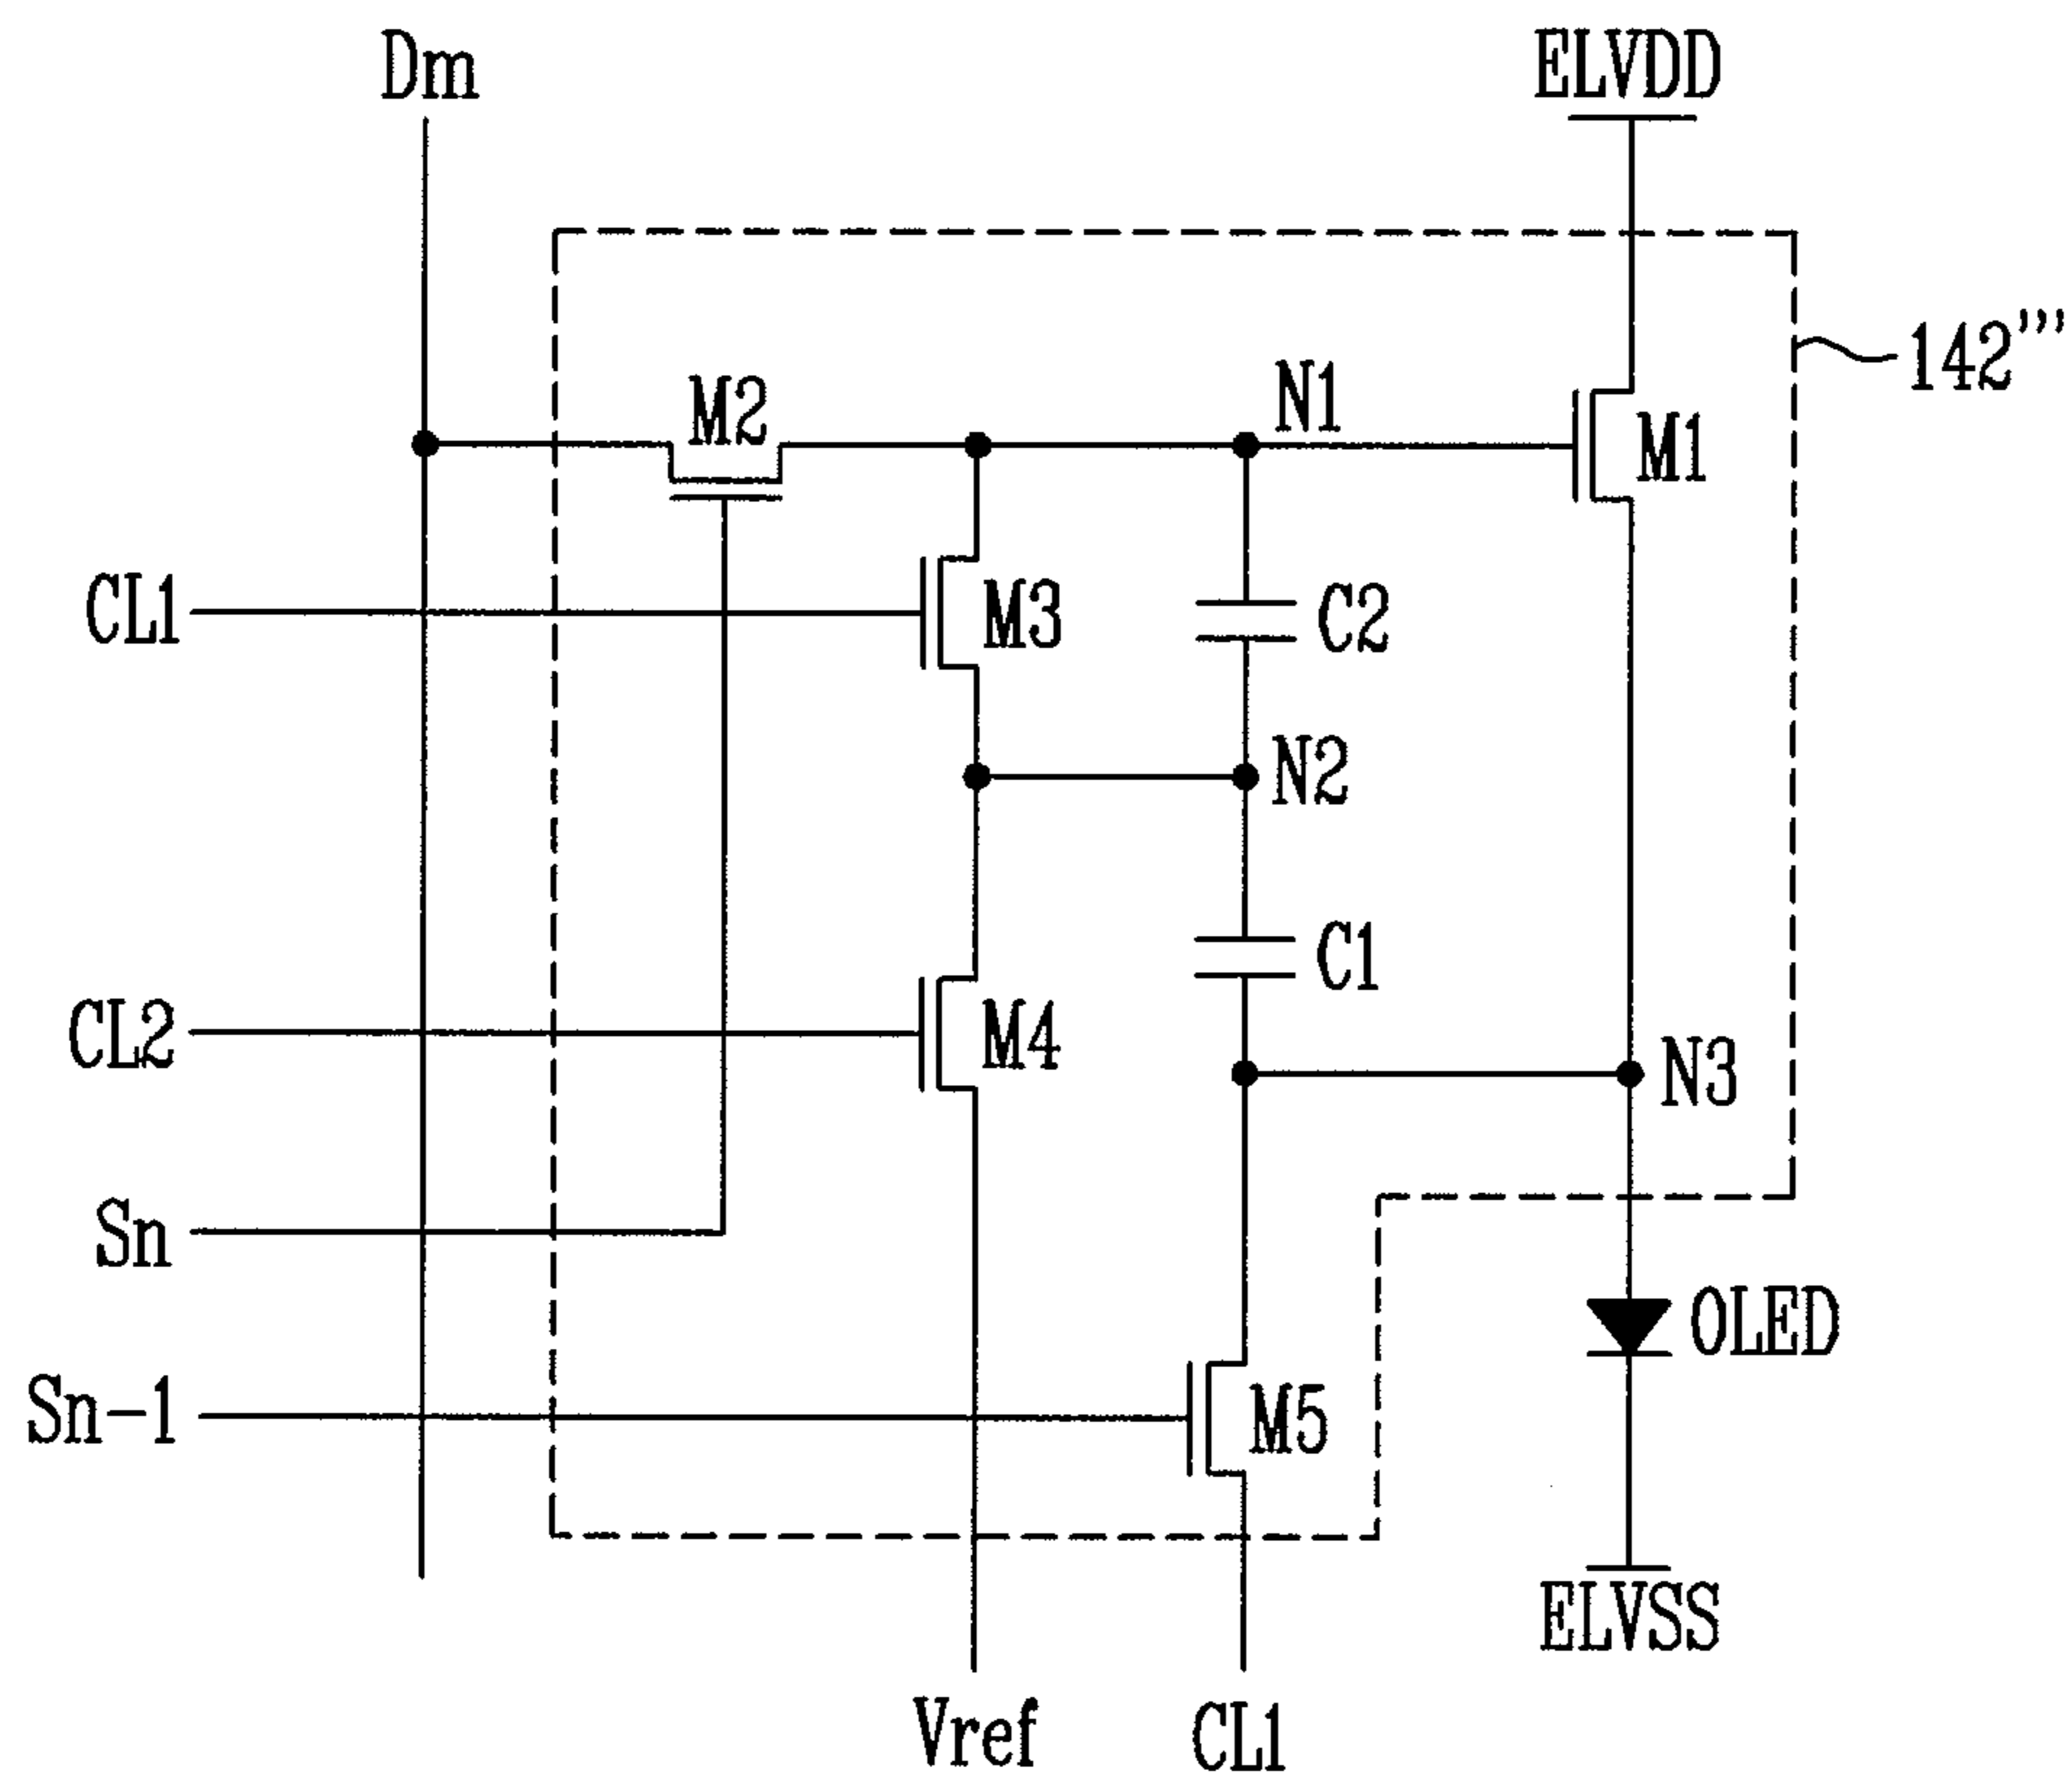 Dm
ELVDD
142'''
N1
M2
M1
CL1
M3
C2
N2
C1
CL2
M4
N3
Sn
OLED
Sn-1
M5
ELVSS
Vref
CL1